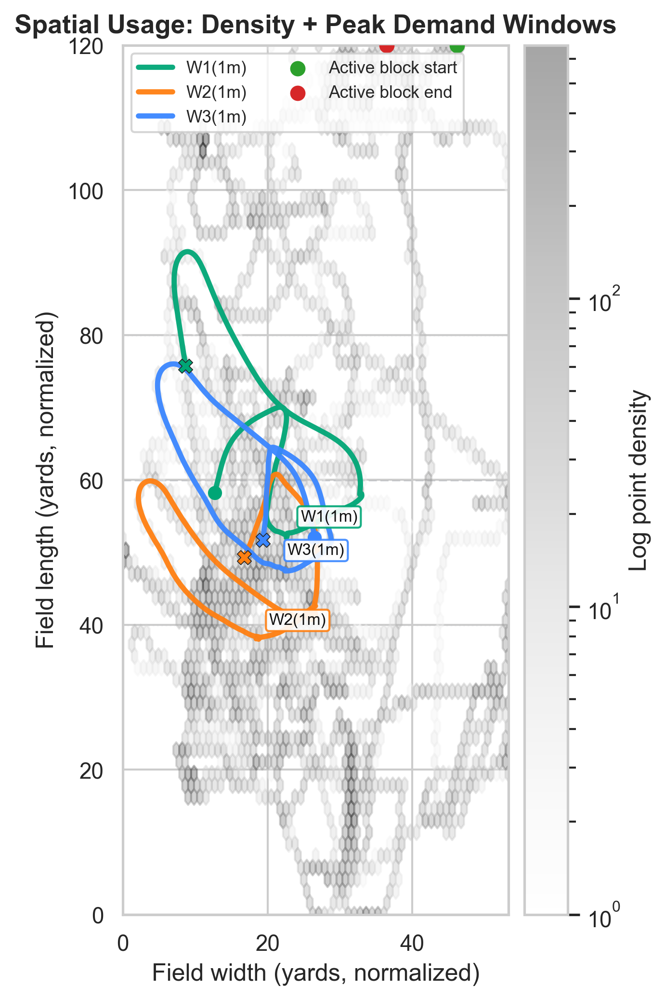 Spatial Usage: Density + Peak Demand Windows
W1(1m)
W2(1m)
W3(1m)
Active block start
Active block end
120
100
80
60
40
20
0
Field length (yards, normalized)
W1(1m)
W3(1m)
W2(1m)
0
20
40
Field width (yards, normalized)
10^2
10^1
10^0
Log point density